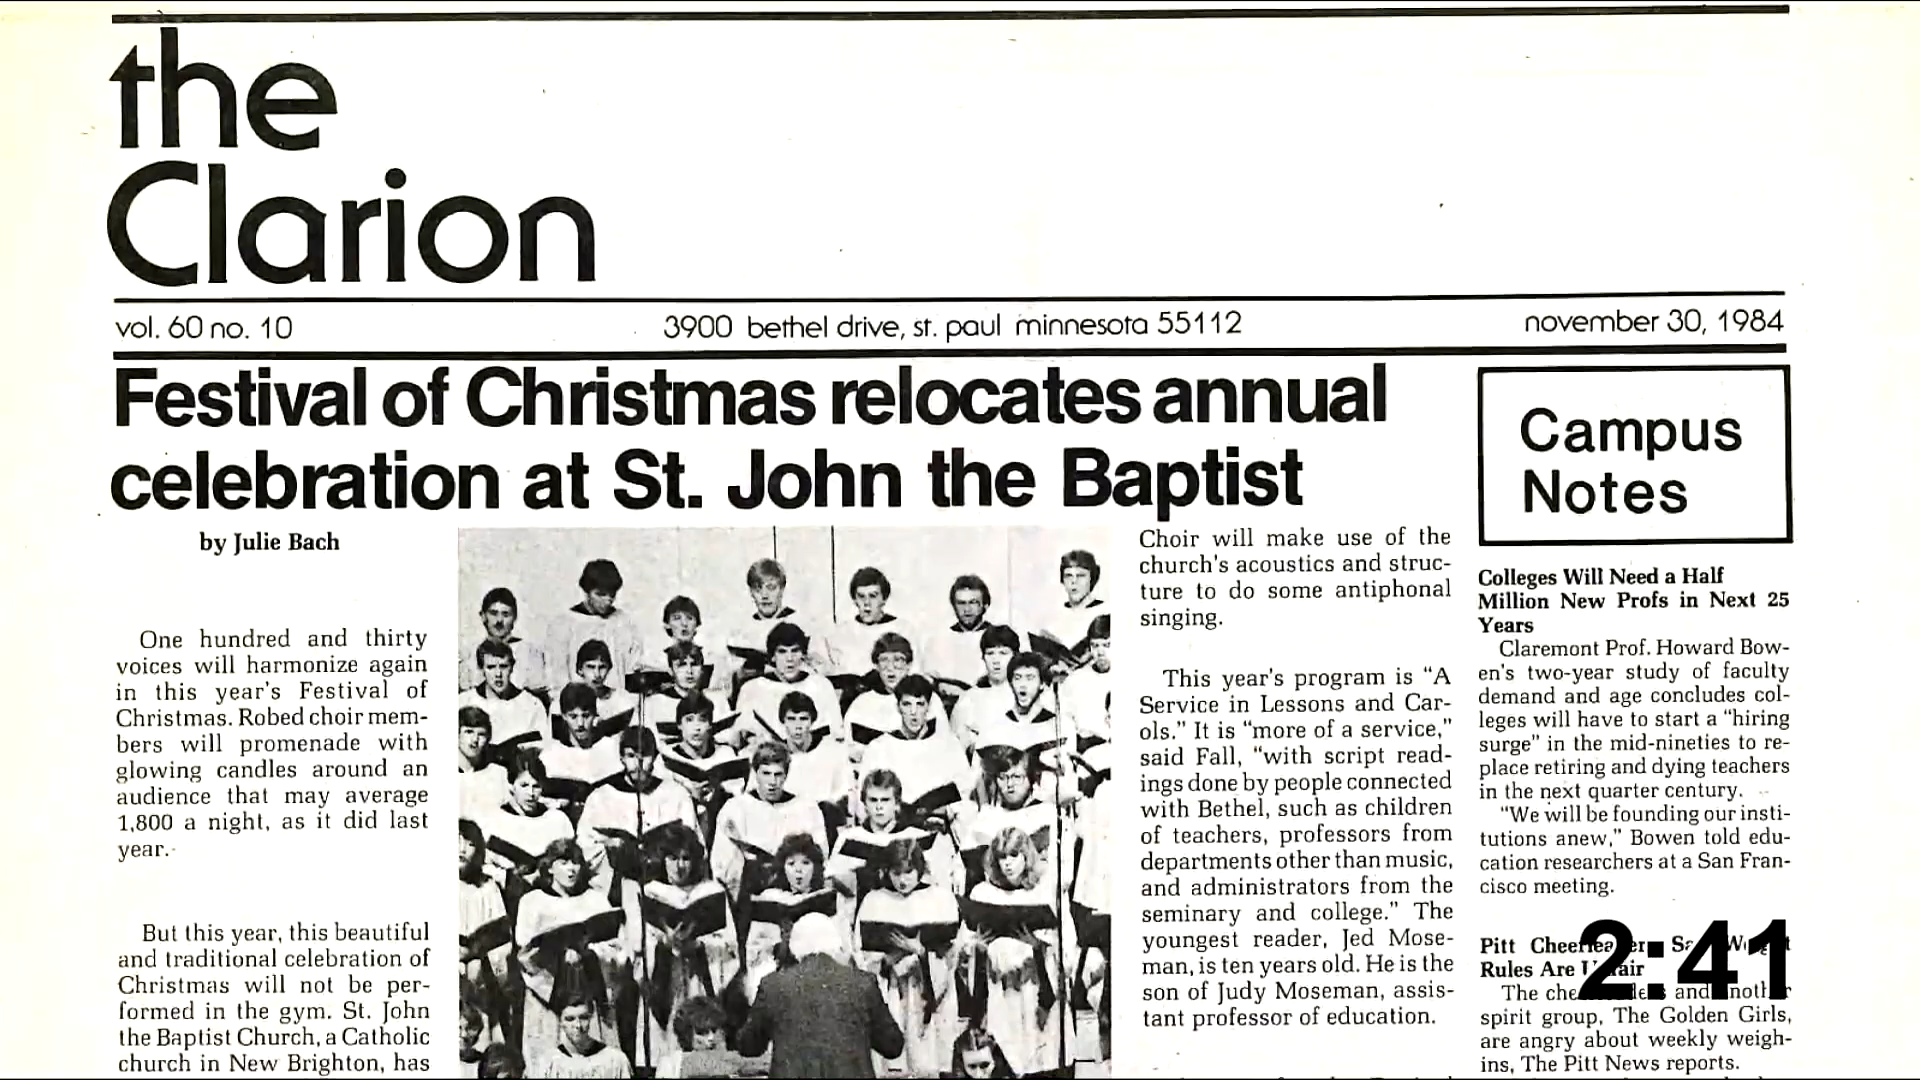 the
Clarion
vol. 60 no. 10
3900 bethel drive, st. paul minnesota 55112
november 30, 1984
Festival of Christmas relocates annual
celebration at St. John the Baptist
by Julie Bach
One hundred and thirty
voices will harmonize again
in this year's Festival of
Christmas. Robed choir mem-
bers will promenade with
glowing candles around an
audience that may average
1,800 a night, as it did last
year.
But this year, this beautiful
and traditional celebration of
Christmas will not be per-
formed in the gym. St. John
the Baptist Church, a Catholic
church in New Brighton, has
Choir will make use of the
church's acoustics and struc-
ture to do some antiphonal
singing.
This year's program is "A
Service in Lessons and Car-
ols." It is "more of a service,"
said Fall, "with script read-
ings done by people connected
with Bethel, such as children
of teachers, professors from
departments other than music,
and administrators from the
seminary and college." The
youngest reader, Jed Mose-
man, is ten years old. He is the
son of Judy Moseman, assis-
tant professor of education.
Campus
Notes
Colleges Will Need a Half
Million New Profs in Next 25
Years
Claremont Prof. Howard Bow-
en's two-year study of faculty
demand and age concludes col-
leges will have to start a "hiring
surge" in the mid-nineties to re-
place retiring and dying teachers
in the next quarter century.
"We will be founding our insti-
tutions anew," Bowen told edu-
cation researchers at a San Fran-
cisco meeting.
Pitt
Rules Are
The and
spirit group, The Golden Girls,
are angry about weekly weigh-
ins, The Pitt News reports.
2:41